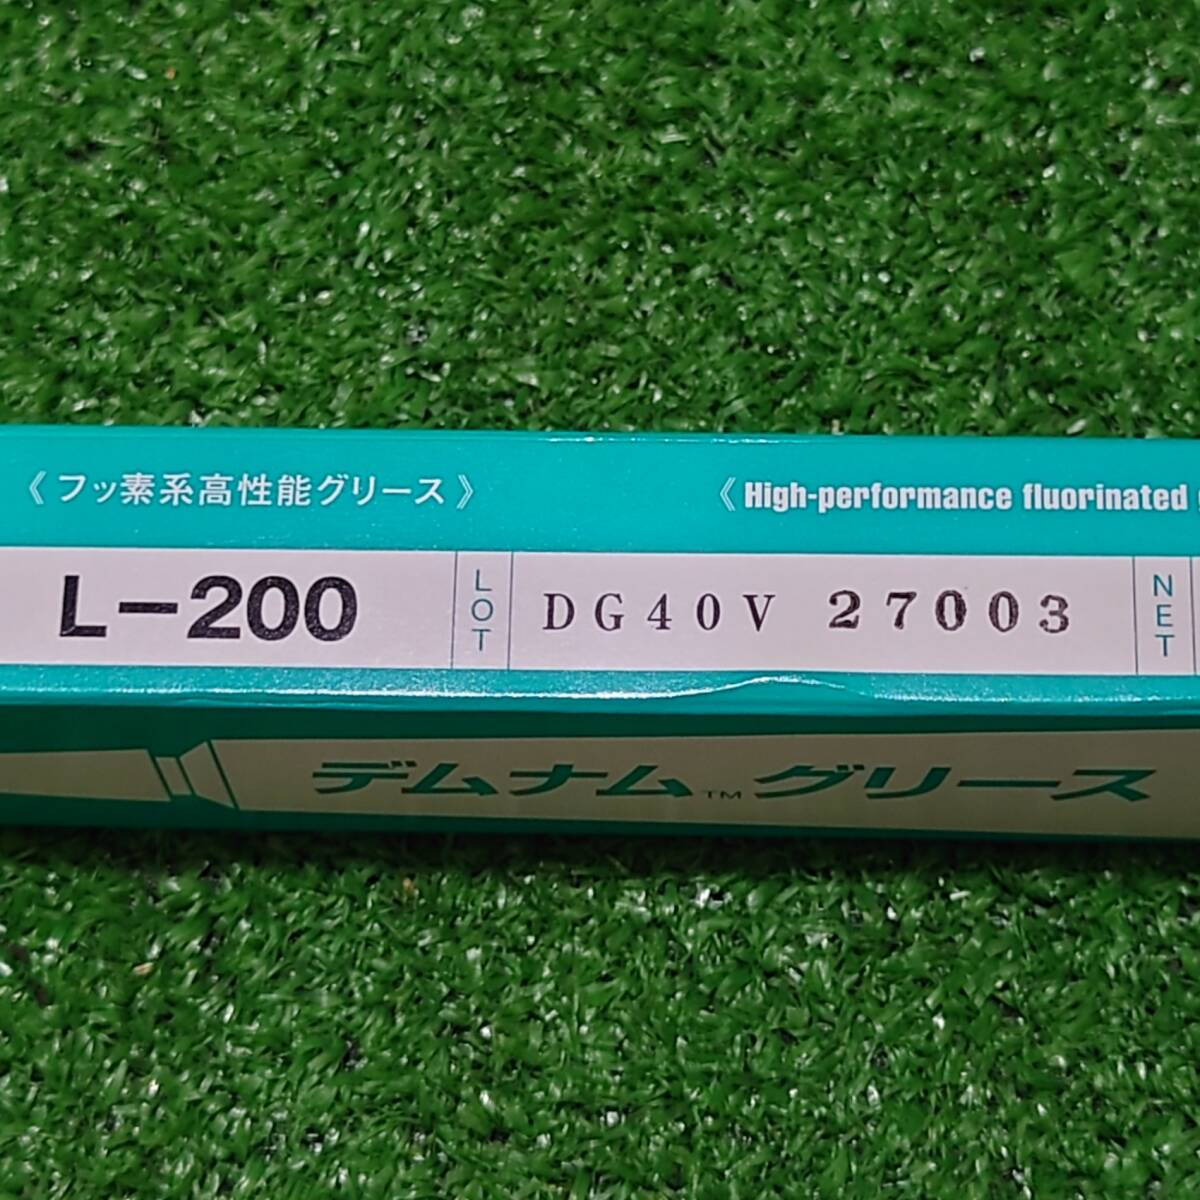 《フッ素系高性能グリース》 《High-performance fluorinated
L-200 LOT DG40V 27003 NET
デムナム™グリース